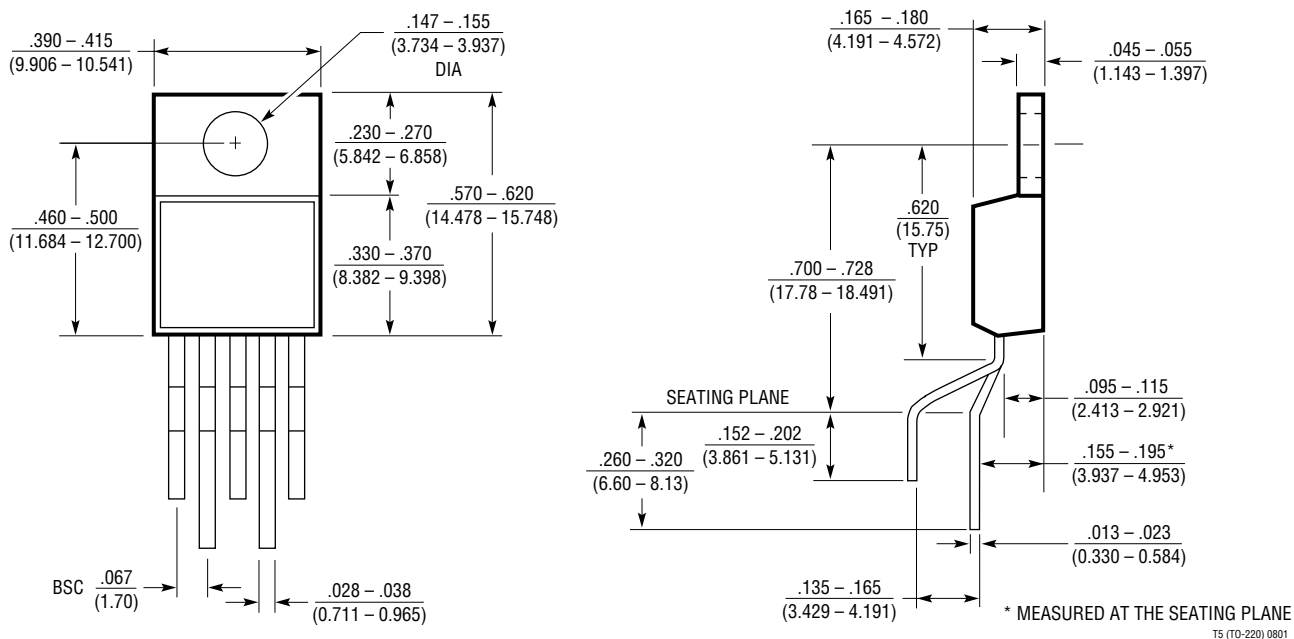 .390 – .415
(9.906 – 10.541)
.147 – .155
(3.734 – 3.937)
DIA
.230 – .270
(5.842 – 6.858)
.570 – .620
(14.478 – 15.748)
.460 – .500
(11.684 – 12.700)
.330 – .370
(8.382 – 9.398)
BSC .067
(1.70)
.028 – .038
(0.711 – 0.965)
.165 – .180
(4.191 – 4.572)
.045 – .055
(1.143 – 1.397)
.620
(15.75)
TYP
.700 – .728
(17.78 – 18.491)
SEATING PLANE
.095 – .115
(2.413 – 2.921)
.152 – .202
(3.861 – 5.131)
.260 – .320
(6.60 – 8.13)
.155 – .195*
(3.937 – 4.953)
.013 – .023
(0.330 – 0.584)
.135 – .165
(3.429 – 4.191)
* MEASURED AT THE SEATING PLANE
T5 (TO-220) 0801